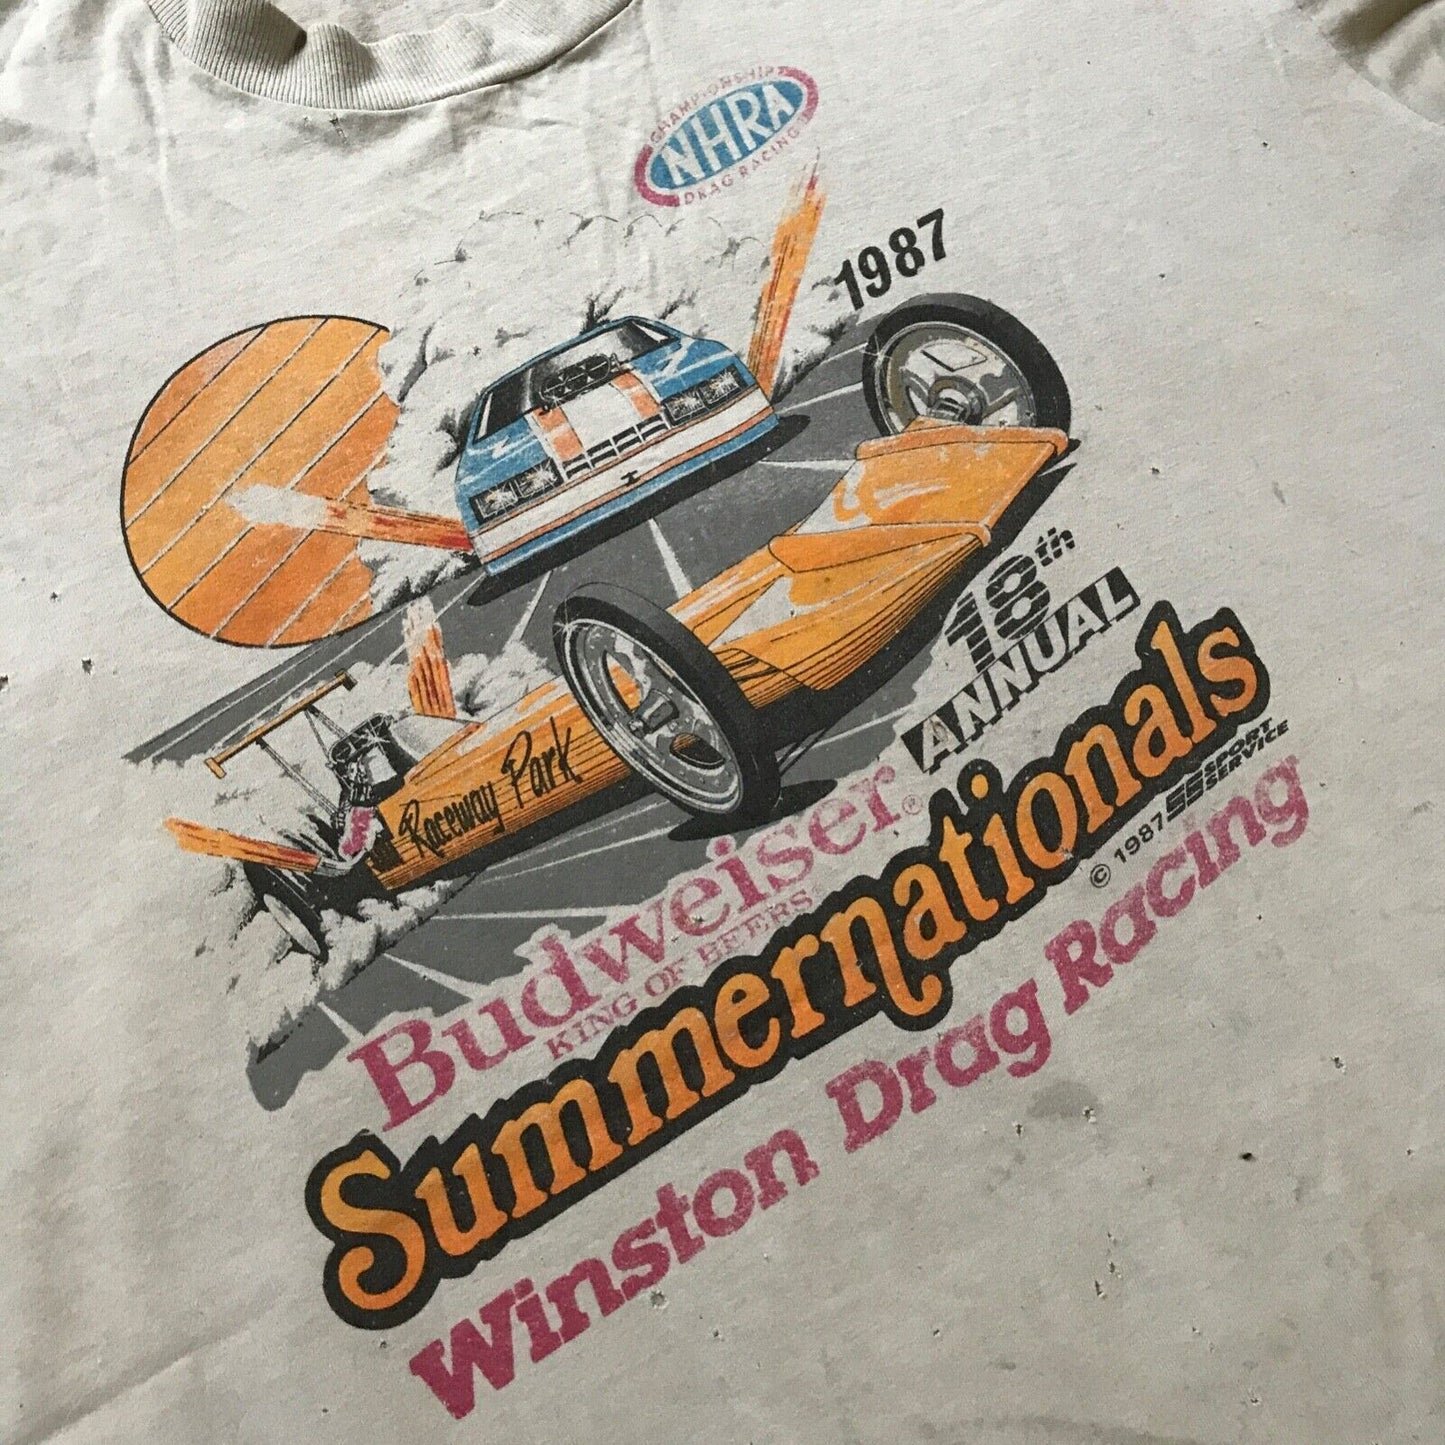 CHAMPIONSHIP
NHRA
DRAG RACING
1987
18th
ANNUAL
Raceway Park
Budweiser®
KING OF BEERS®
Summernationals
© 1987 SPORT SERVICE
Winston Drag Racing